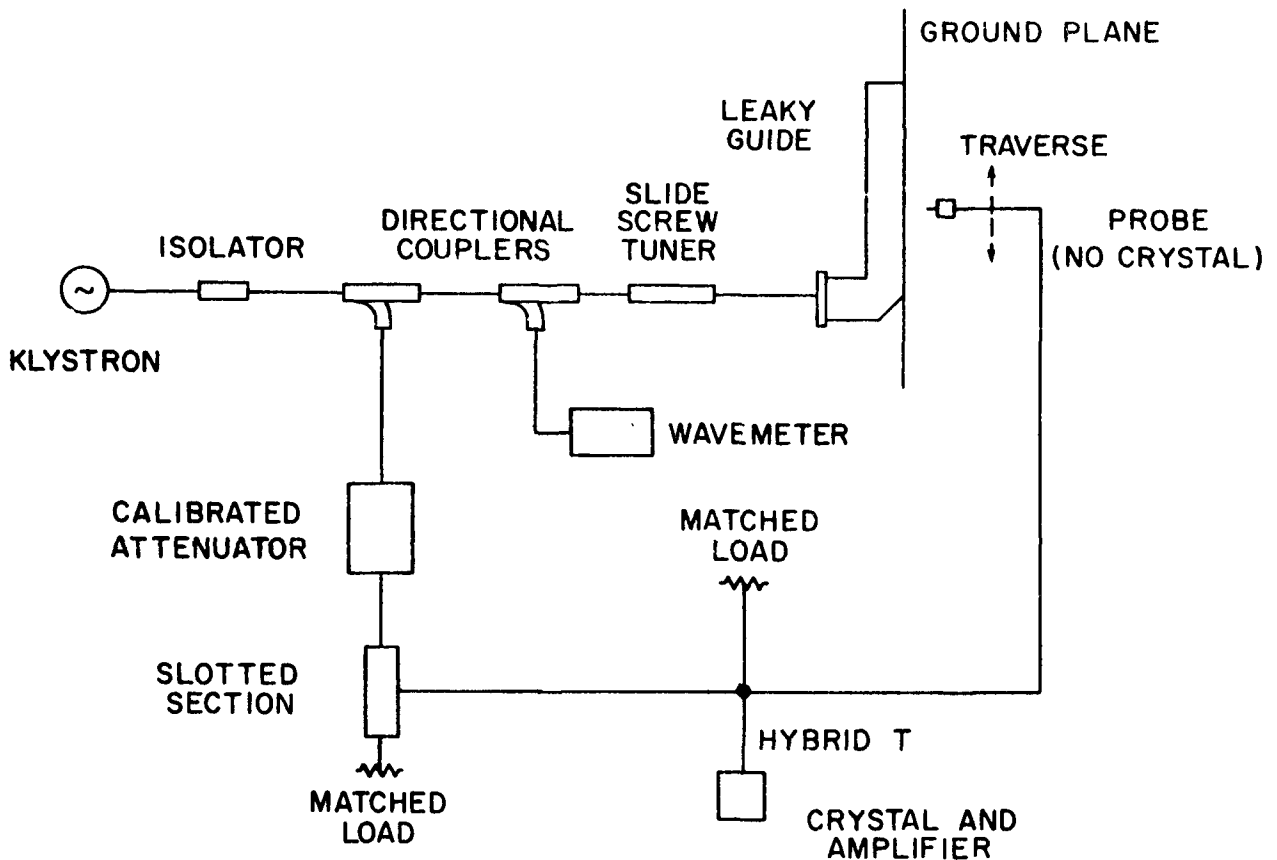 GROUND PLANE
LEAKY
GUIDE
TRAVERSE
PROBE
(NO CRYSTAL)
SLIDE
SCREW
TUNER
DIRECTIONAL
COUPLERS
ISOLATOR
KLYSTRON
WAVEMETER
CALIBRATED
ATTENUATOR
MATCHED
LOAD
SLOTTED
SECTION
HYBRID T
MATCHED
LOAD
CRYSTAL AND
AMPLIFIER